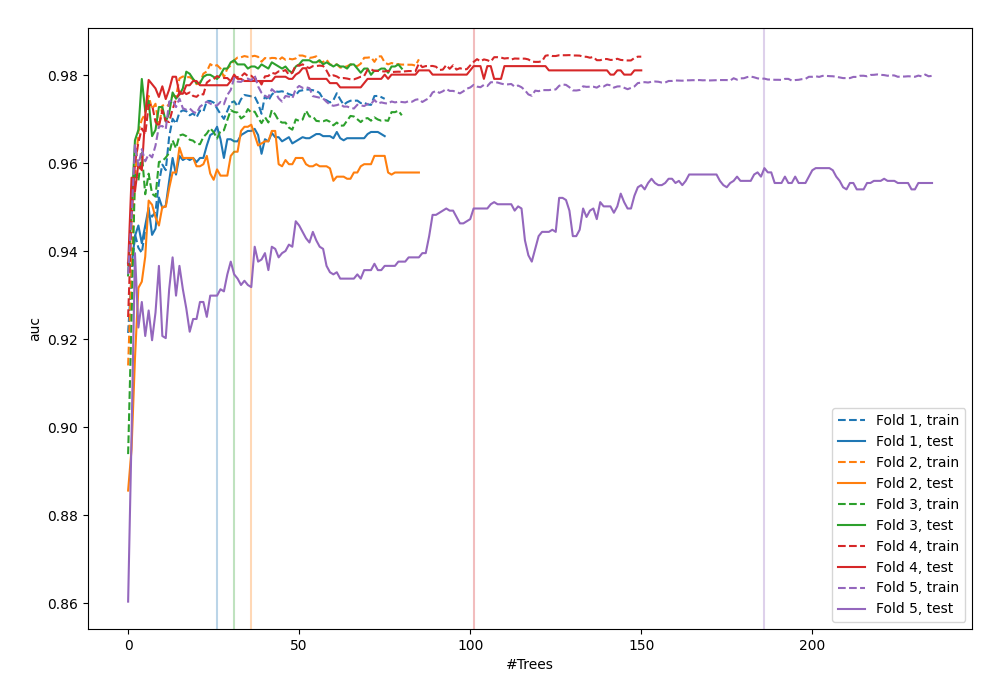 0.98
0.96
0.94
0.92
0.90
0.88
0.86
auc
0
50
100
150
200
#Trees
Fold 1, train
Fold 1, test
Fold 2, train
Fold 2, test
Fold 3, train
Fold 3, test
Fold 4, train
Fold 4, test
Fold 5, train
Fold 5, test